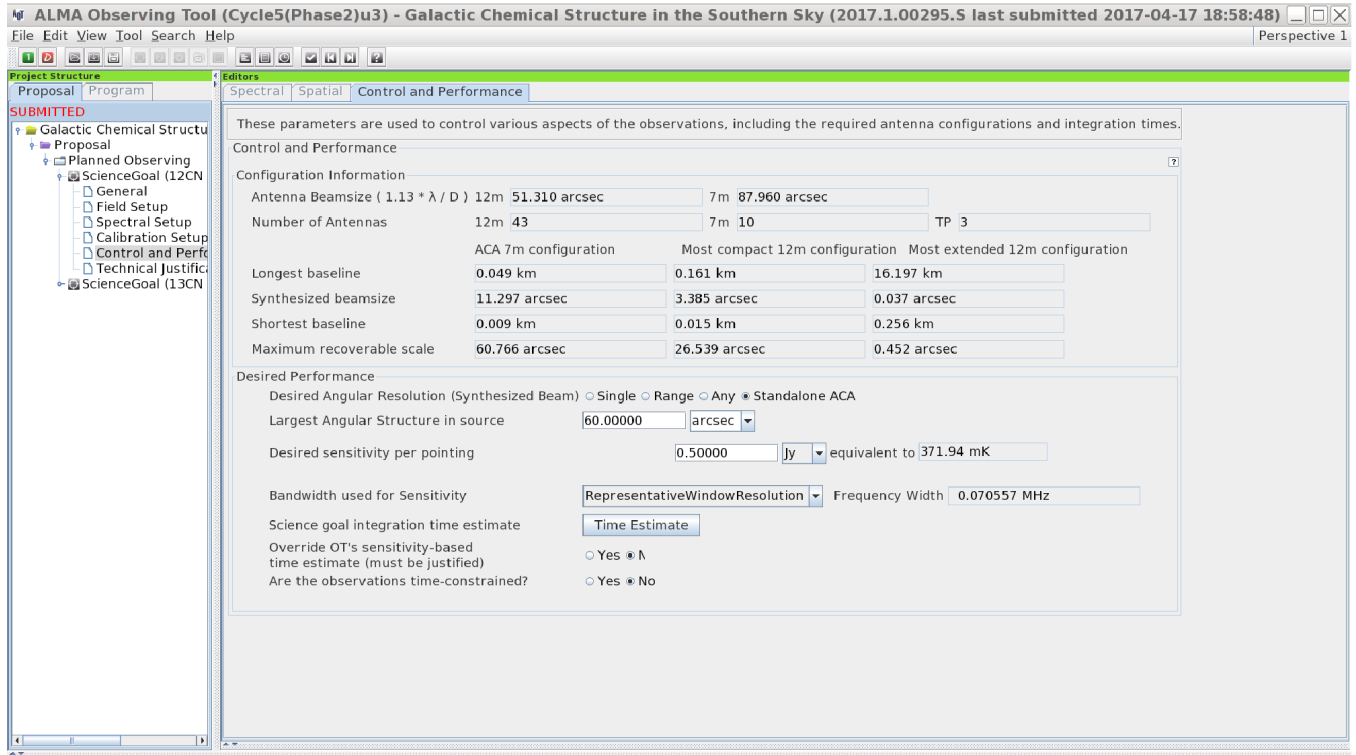 ALMA Observing Tool (Cycle5(Phase2)u3) - Galactic Chemical Structure in the Southern Sky (2017.1.00295.S last submitted 2017-04-17 18:58:48)
File Edit View Tool Search Help Perspective 1
Project Structure
Editors
Proposal Program
Spectral Spatial Control and Performance
SUBMITTED
Galactic Chemical Structu
Proposal
Planned Observing
ScienceGoal (12CN
General
Field Setup
Spectral Setup
Calibration Setup
Control and Perfo
Technical Justifica
ScienceGoal (13CN
These parameters are used to control various aspects of the observations, including the required antenna configurations and integration times.
Control and Performance
?
Configuration Information
Antenna Beamsize ( 1.13 * λ / D ) 12m 51.310 arcsec 7m 87.960 arcsec
Number of Antennas 12m 43 7m 10 TP 3
ACA 7m configuration Most compact 12m configuration Most extended 12m configuration
Longest baseline 0.049 km 0.161 km 16.197 km
Synthesized beamsize 11.297 arcsec 3.385 arcsec 0.037 arcsec
Shortest baseline 0.009 km 0.015 km 0.256 km
Maximum recoverable scale 60.766 arcsec 26.539 arcsec 0.452 arcsec
Desired Performance
Desired Angular Resolution (Synthesized Beam) Single Range Any Standalone ACA
Largest Angular Structure in source 60.00000 arcsec
Desired sensitivity per pointing 0.50000 Jy equivalent to 371.94 mK
Bandwidth used for Sensitivity RepresentativeWindowResolution Frequency Width 0.070557 MHz
Science goal integration time estimate Time Estimate
Override OT's sensitivity-based
time estimate (must be justified) Yes N
Are the observations time-constrained? Yes No